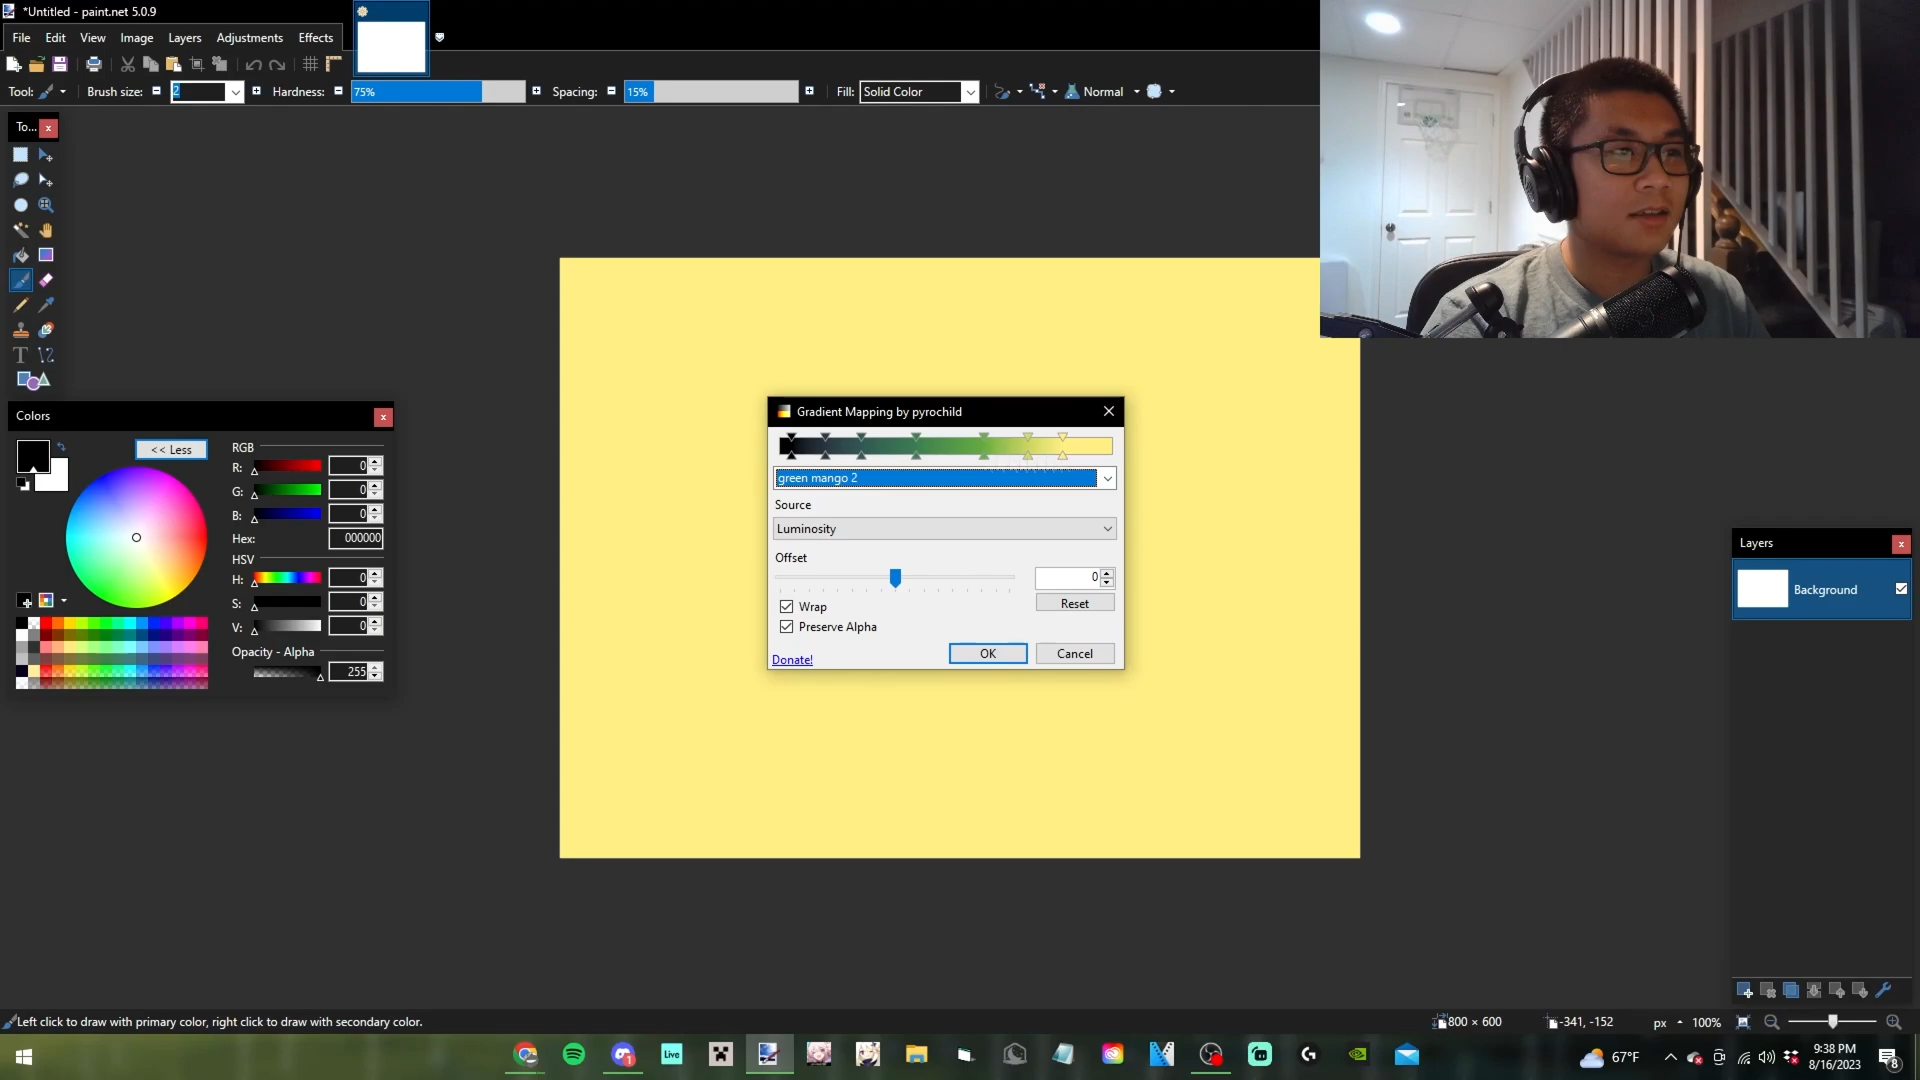 *Untitled - paint.net 5.0.9
File Edit View Image Layers Adjustments Effects
Tool: Brush size: 2 Hardness: 75% Spacing: 15% Fill: Solid Color Normal
To...
Colors
<< Less
RGB
R: 0
G: 0
B: 0
Hex: 000000
HSV
H: 0
S: 0
V: 0
Opacity - Alpha
255
Gradient Mapping by pyrochild
green mango 2
Source
Luminosity
Offset
0
Wrap
Reset
Preserve Alpha
Donate!
OK Cancel
Layers
Background
Left click to draw with primary color, right click to draw with secondary color.
800 × 600 -341, -152 px 100%
Live
67°F
9:38 PM
8/16/2023
8